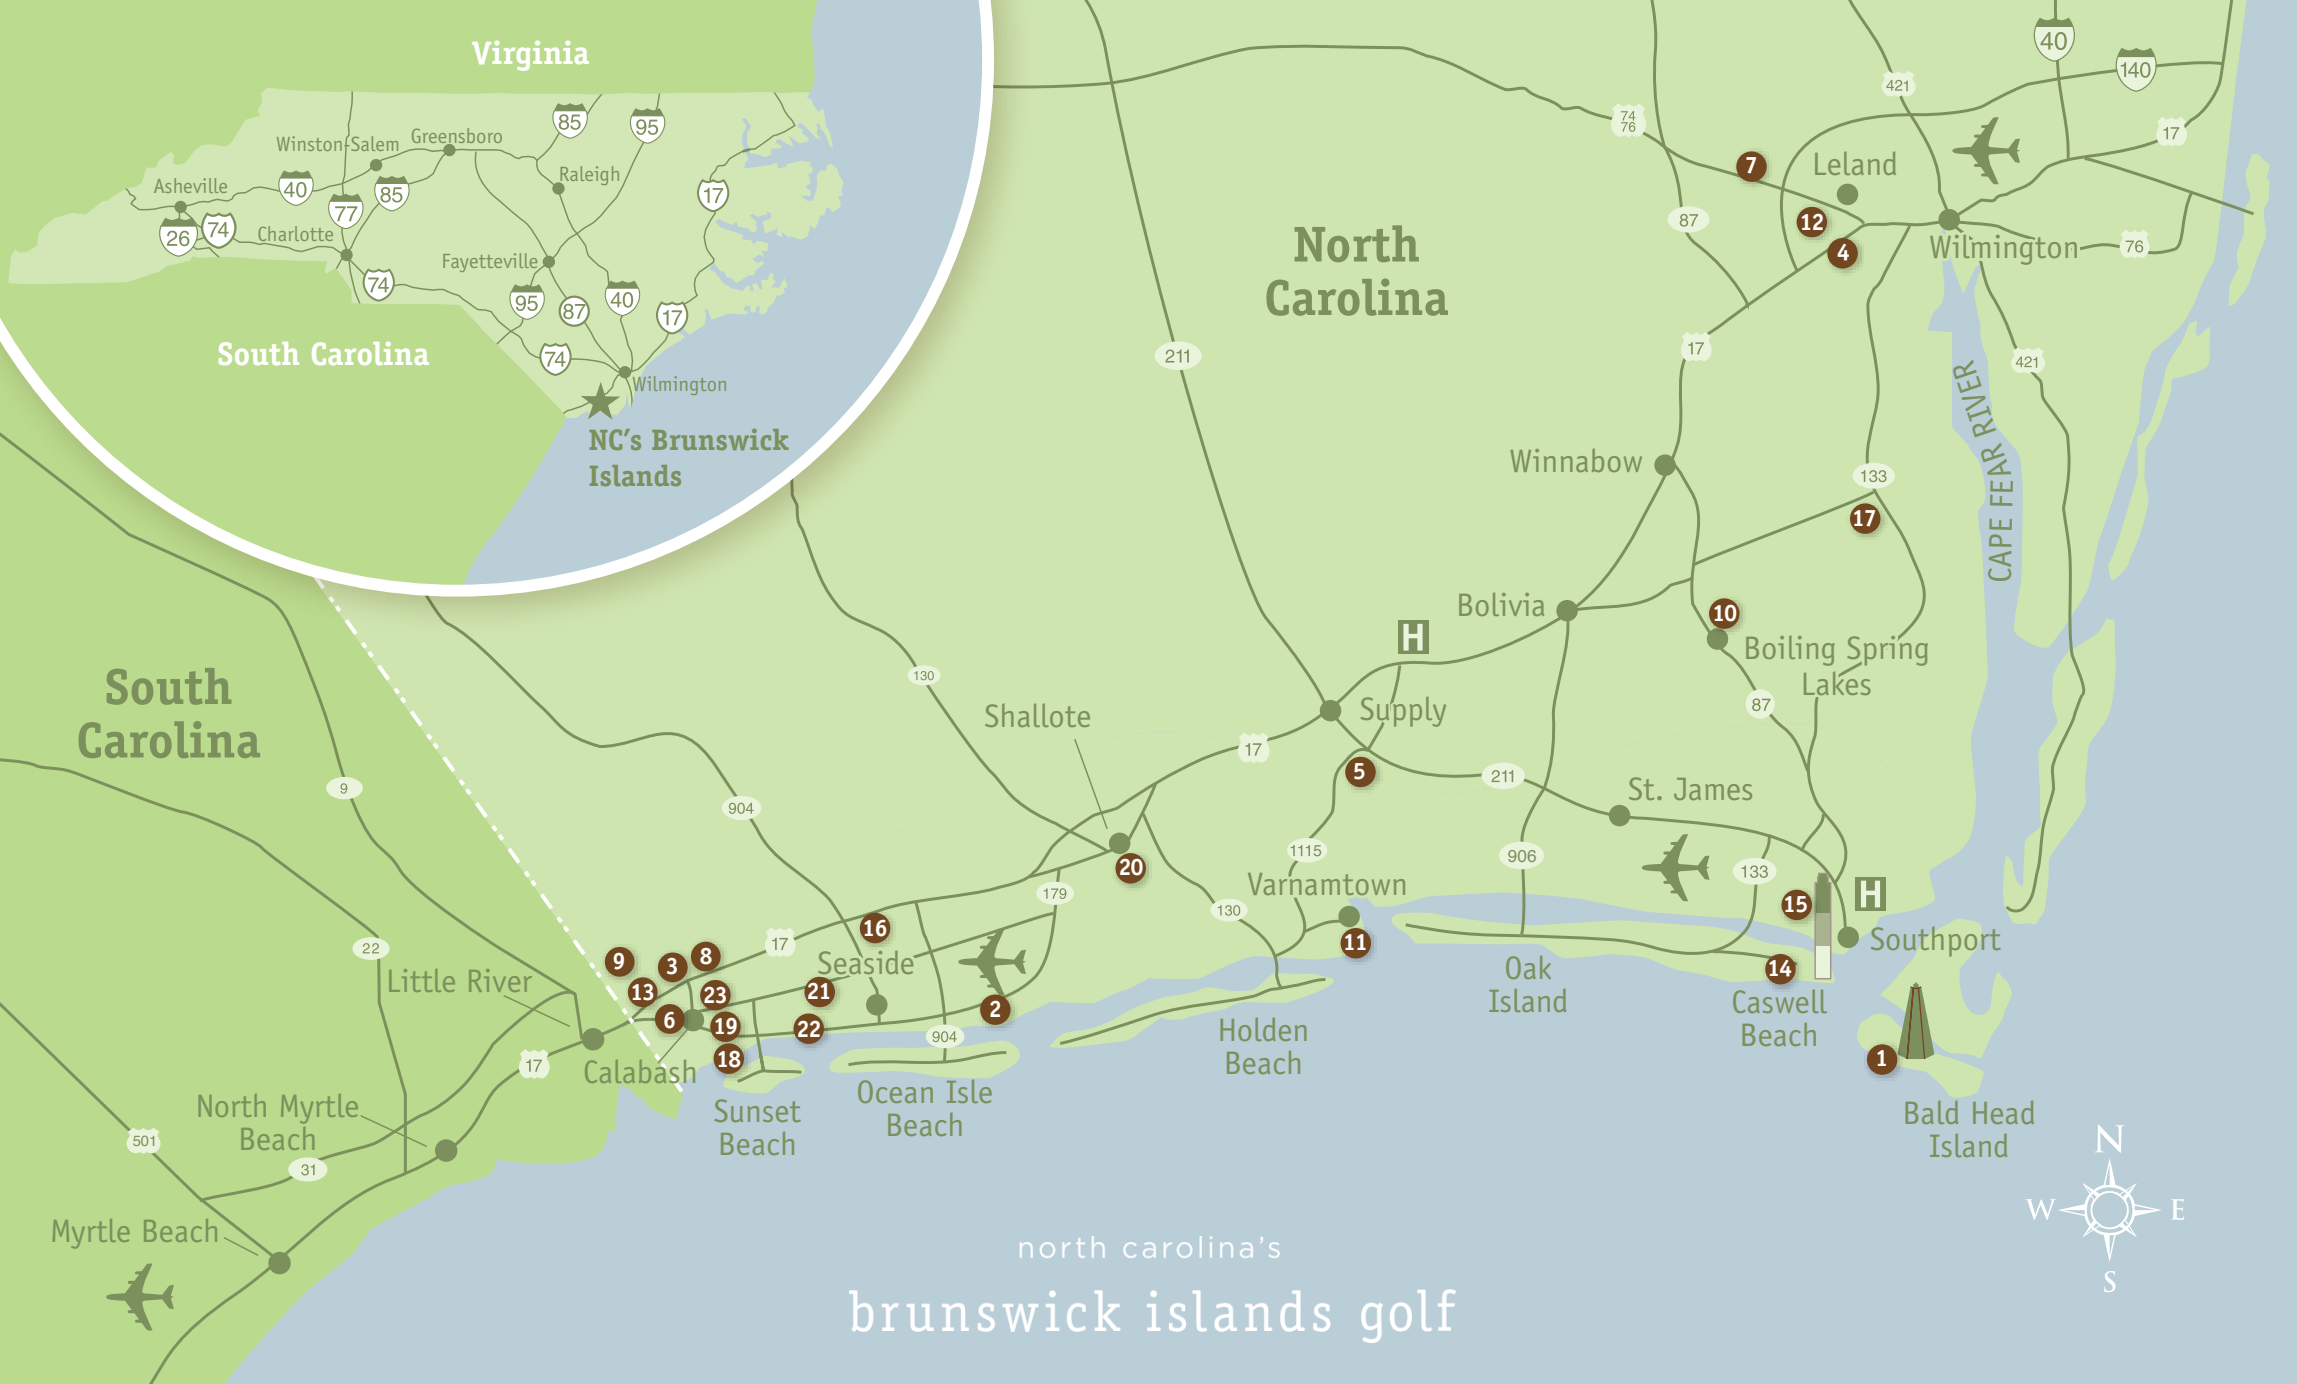 Virginia
85
95
Winston-Salem
Greensboro
Raleigh
Asheville
40
85
17
77
26
74
Charlotte
Fayetteville
74
95
87
40
17
South Carolina
74
Wilmington
NC's Brunswick
Islands
40
140
421
17
74
76
7
Leland
87
12
4
Wilmington
76
North
Carolina
17
211
421
CAPE FEAR RIVER
Winnabow
133
17
Bolivia
10
H
Boiling Spring
Lakes
130
87
South
Carolina
Shallote
Supply
17
5
211
St. James
9
904
1115
906
133
20
Varnamtown
179
130
15
H
11
Southport
16
17
22
9
3
8
Seaside
14
Oak
Island
Caswell
Beach
Little River
13
23
21
2
6
19
22
904
Holden
Beach
1
18
17
Calabash
Ocean Isle
Beach
Sunset
Beach
Bald Head
Island
North Myrtle
Beach
501
31
Myrtle Beach
N
W
E
S
north carolina's
brunswick islands golf